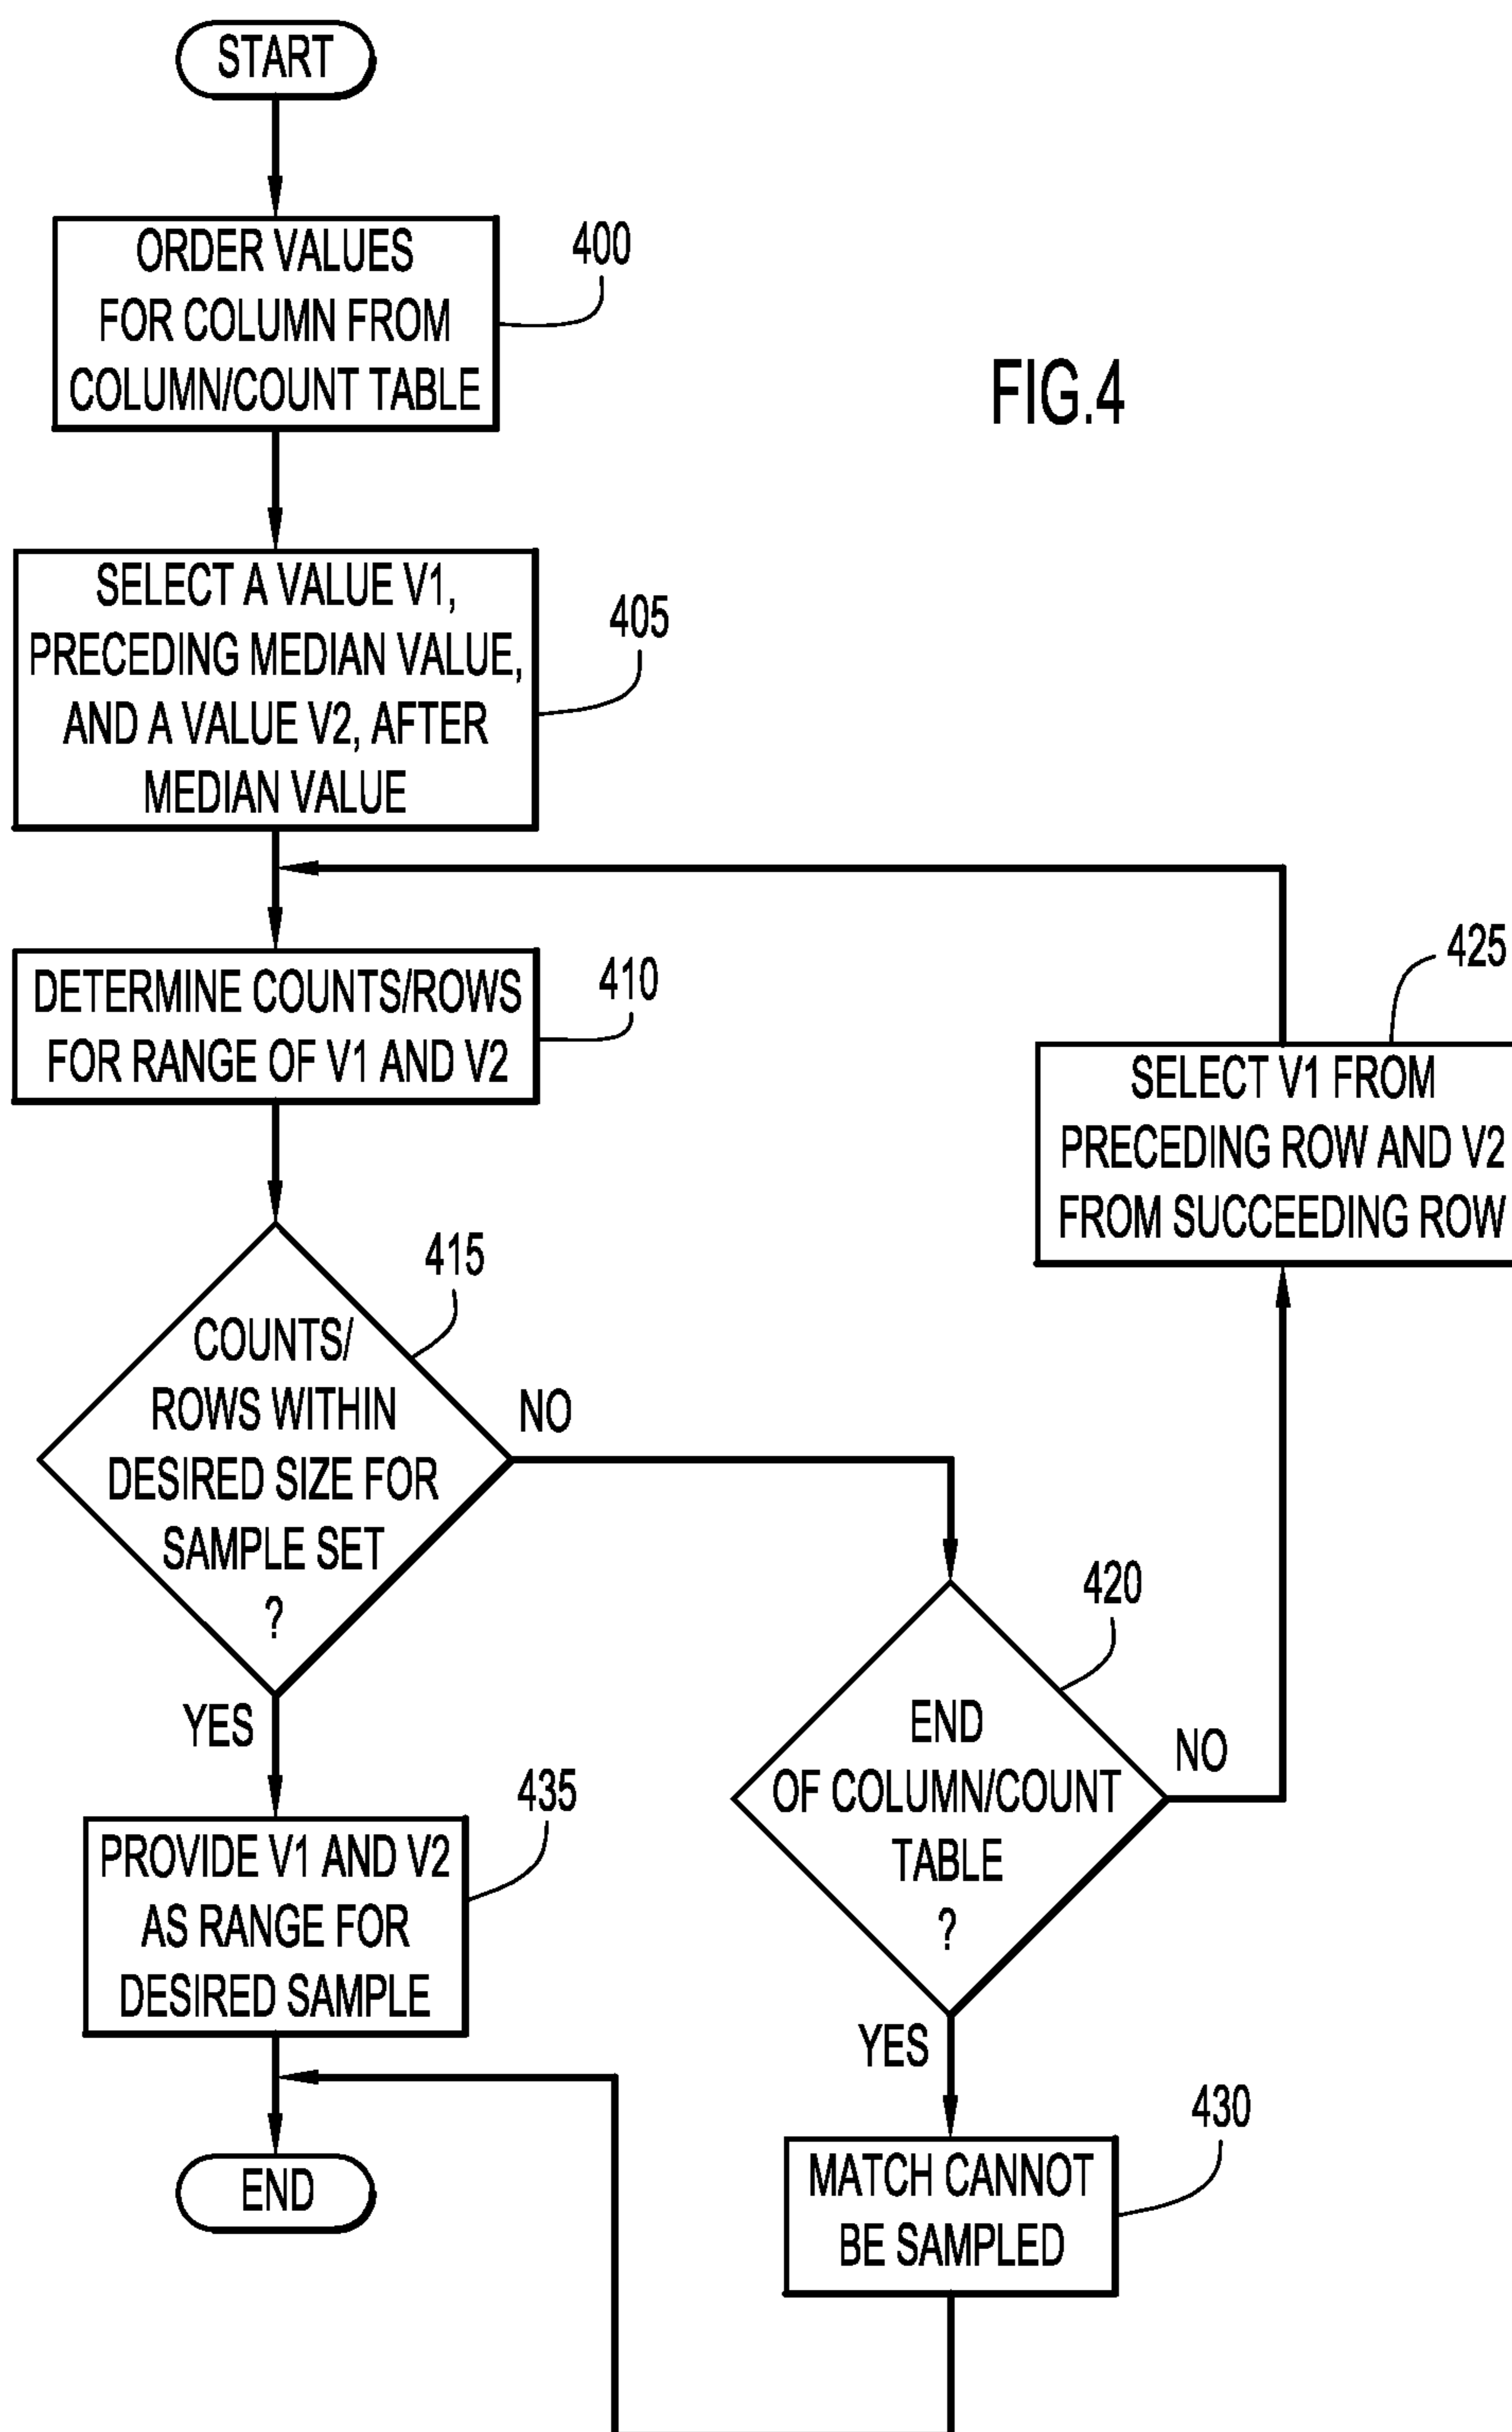 START
ORDER VALUES
FOR COLUMN FROM
COLUMN/COUNT TABLE
400
FIG.4
SELECT A VALUE V1,
PRECEDING MEDIAN VALUE,
AND A VALUE V2, AFTER
MEDIAN VALUE
405
DETERMINE COUNTS/ROWS
FOR RANGE OF V1 AND V2
410
425
SELECT V1 FROM
PRECEDING ROW AND V2
FROM SUCCEEDING ROW
415
COUNTS/
ROWS WITHIN
DESIRED SIZE FOR
SAMPLE SET
?
NO
YES
420
END
OF COLUMN/COUNT
TABLE
?
NO
YES
435
PROVIDE V1 AND V2
AS RANGE FOR
DESIRED SAMPLE
430
MATCH CANNOT
BE SAMPLED
END